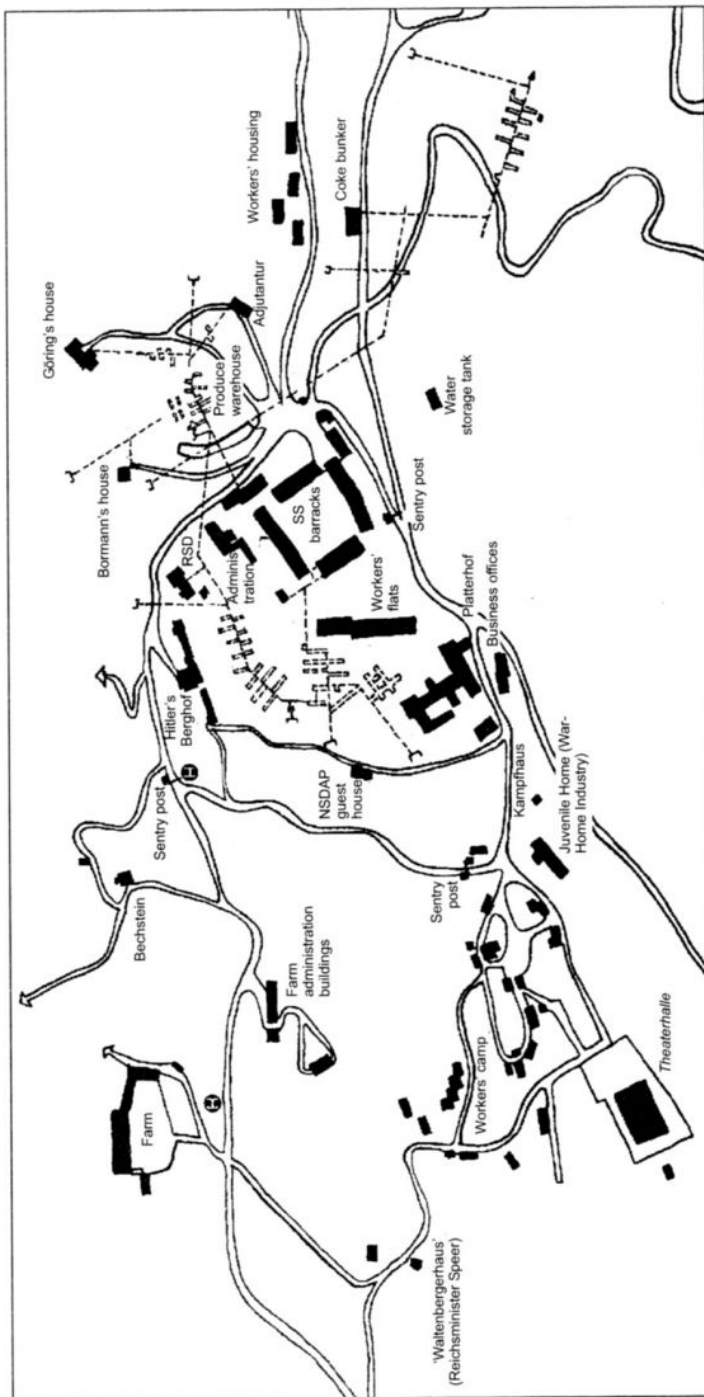 Göring's house
Adjutantur
Workers' housing
Coke bunker
Produce
warehouse
Bormann's house
RSD
Adminis-
tration
SS
barracks
Water
storage tank
Sentry post
Workers'
flats
Platterhof
Business offices
Hitler's
Berghof
H
Sentry post
NSDAP
guest
house
Kampfhaus
Juvenile Home (War-
Home Industry)
Sentry
post
Bechstein
Farm
administration
buildings
Farm
H
Workers' camp
Theaterhalle
'Waltenbergerhaus'
(Reichsminister Speer)